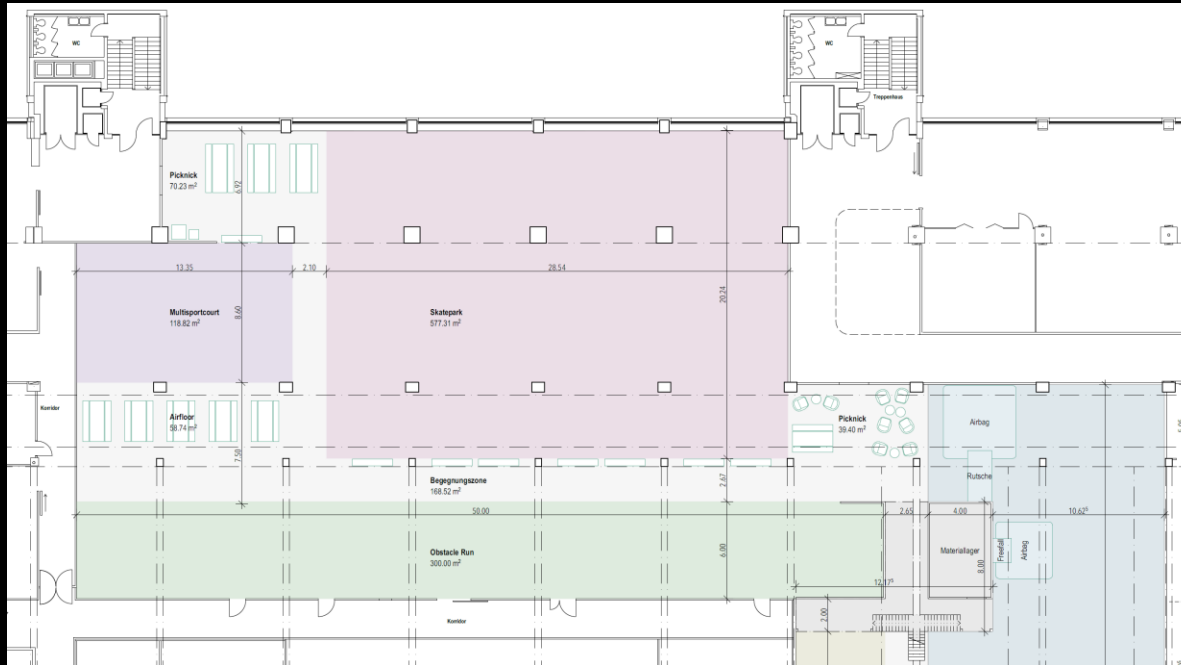 WC
WC
Treppenhaus
Picknick
70.23 m²
6.92
13.35
2.10
28.54
20.24
8.60
Multisportcourt
118.82 m²
Skatepark
577.31 m²
Korridor
Airfloor
58.74 m²
7.50
Picknick
39.40 m²
Airbag
Rutsche
Begegnungszone
168.52 m²
2.67
50.00
2.65
4.00
10.62⁵
Obstacle Run
300.00 m²
6.00
Materiallager
8.00
Freefall
Airbag
12.17⁵
2.00
Korridor